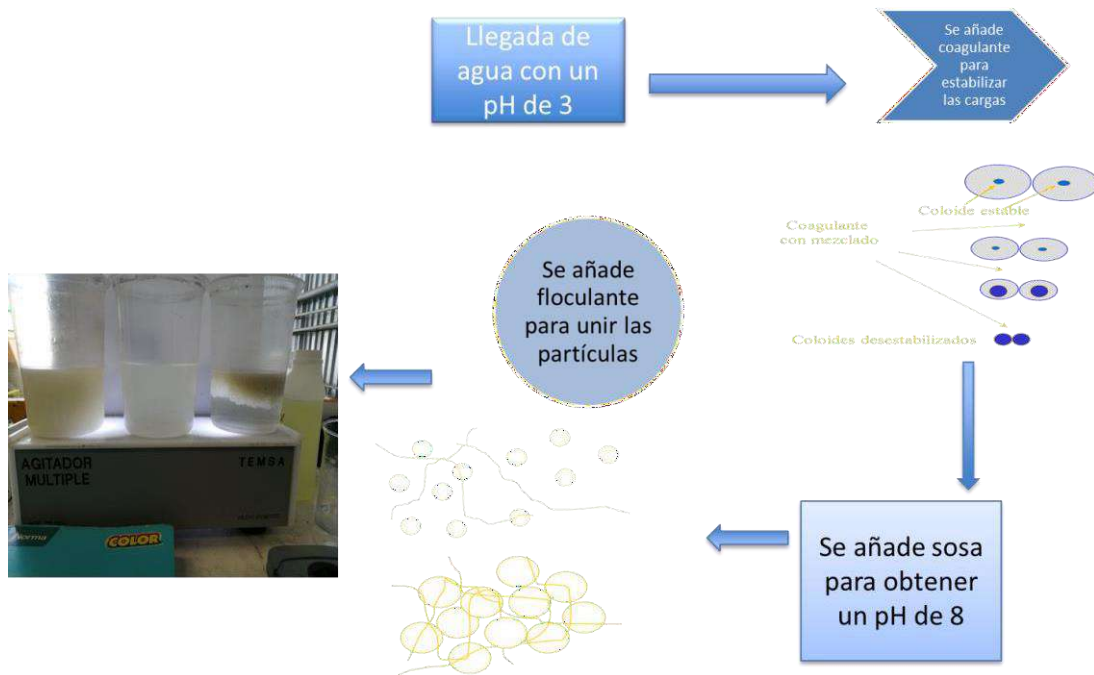 Llegada de
agua con un
pH de 3
Se añade
coagulante
para
estabilizar
las cargas
Coloide estable
Coagulante
con mezclado
Coloides desestabilizados
Se añade sosa
para obtener
un pH de 8
Se añade
floculante
para unir las
partículas
AGITADOR
MULTIPLE
TEMSA
Norma
COLOR